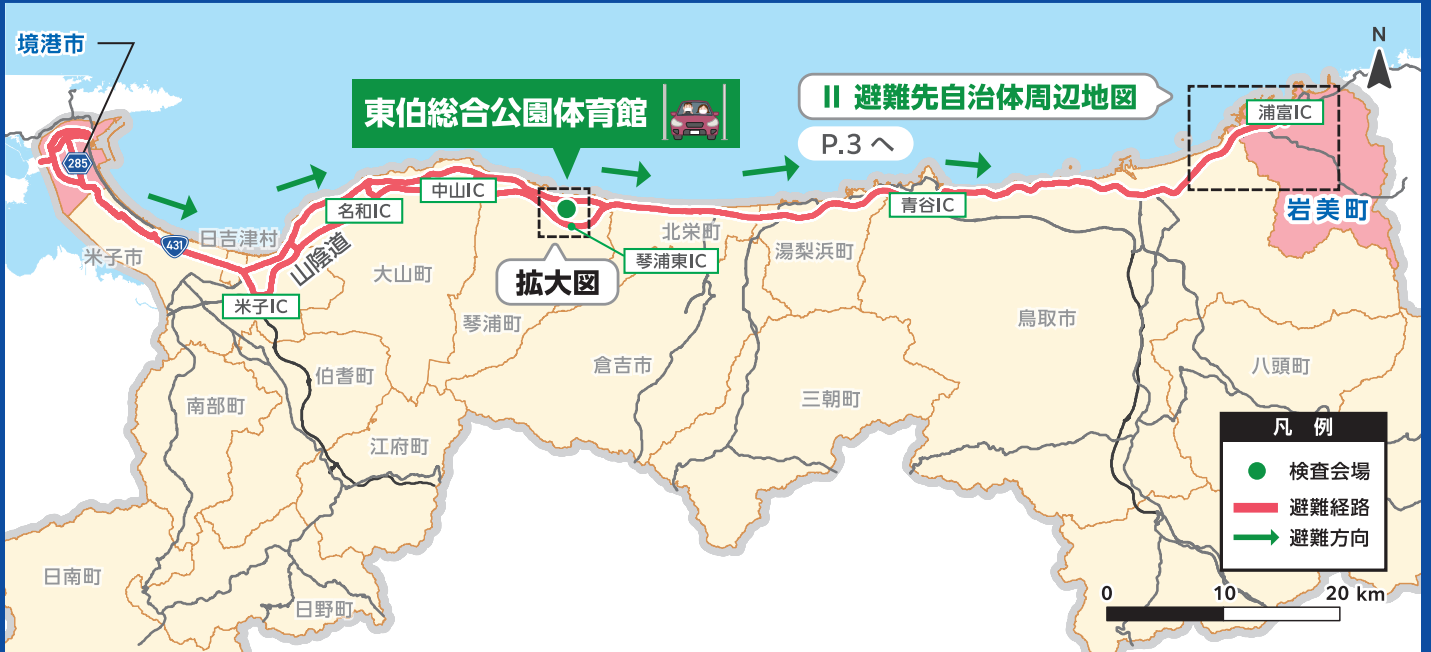 境港市
N
東伯総合公園体育館
II 避難先自治体周辺地図
P.3 へ
浦富IC
285
中山IC
名和IC
青谷IC
岩美町
日吉津村
431
米子市
山陰道
北栄町
湯梨浜町
琴浦東IC
大山町
拡大図
米子IC
琴浦町
鳥取市
倉吉市
八頭町
伯耆町
南部町
三朝町
江府町
凡 例
検査会場
避難経路
避難方向
日南町
日野町
0 10 20 km